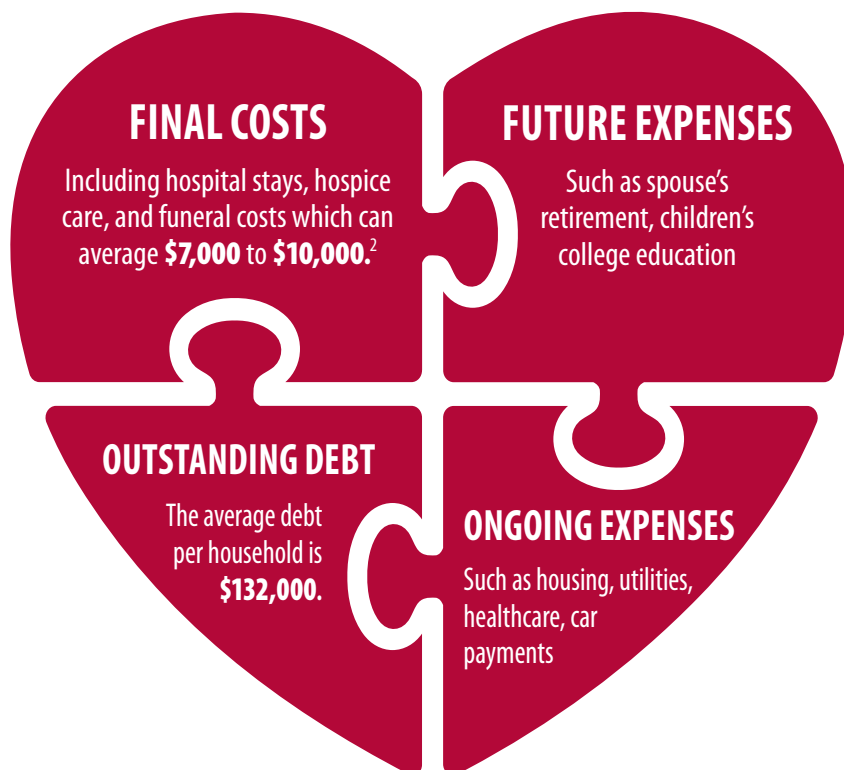 FINAL COSTS
Including hospital stays, hospice
care, and funeral costs which can
average $7,000 to $10,000.²
FUTURE EXPENSES
Such as spouse’s
retirement, children’s
college education
OUTSTANDING DEBT
The average debt
per household is
$132,000.
ONGOING EXPENSES
Such as housing, utilities,
healthcare, car
payments